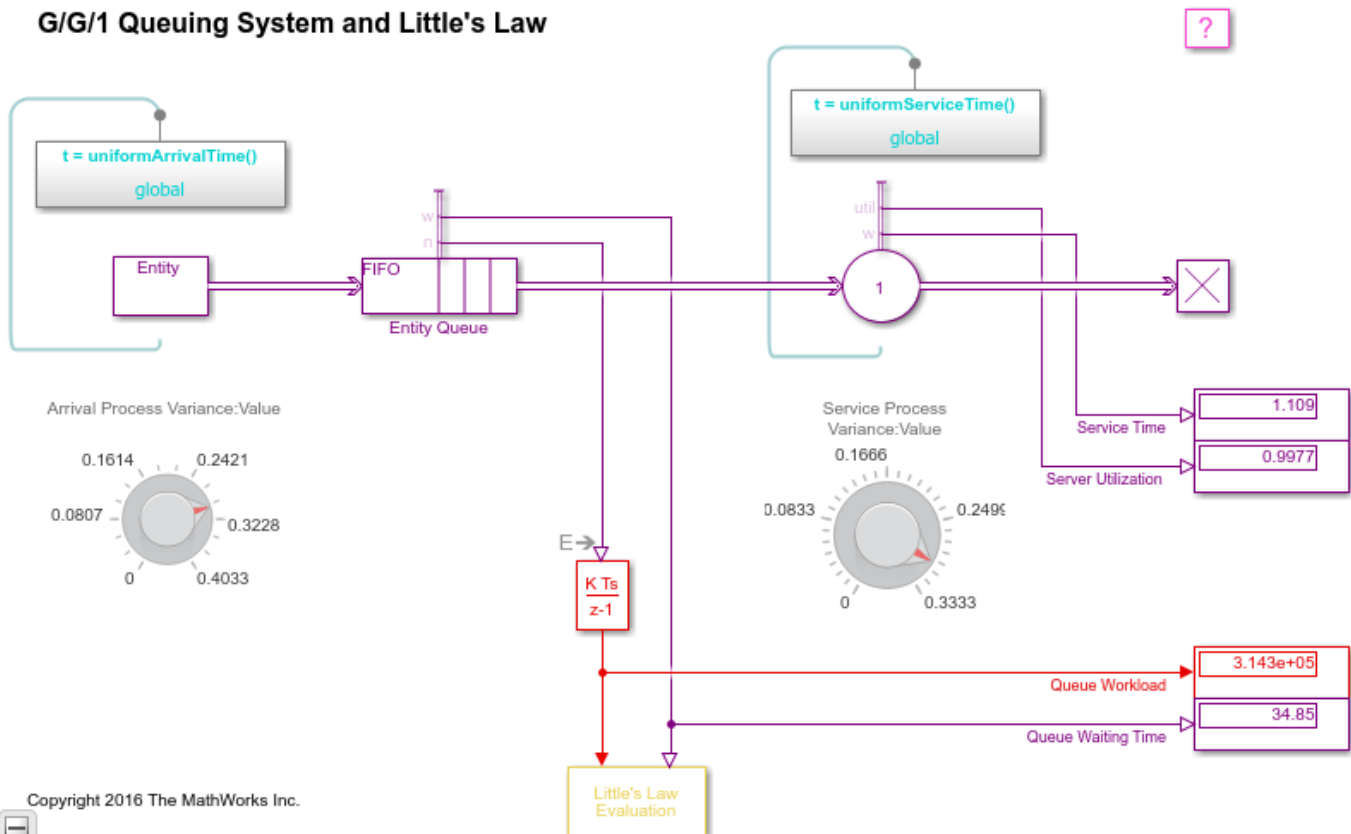 G/G/1 Queuing System and Little's Law
?
t = uniformArrivalTime()
global
t = uniformServiceTime()
global
w
n
util
w
Entity
FIFO
Entity Queue
1
Arrival Process Variance:Value
0.1614
0.2421
0.0807
0.3228
0
0.4033
Service Process
Variance:Value
0.1666
0.0833
0.2499
0
0.3333
Service Time
1.109
Server Utilization
0.9977
E
K Ts
z-1
Queue Workload
3.143e+05
Queue Waiting Time
34.85
Little's Law
Evaluation
Copyright 2016 The MathWorks Inc.